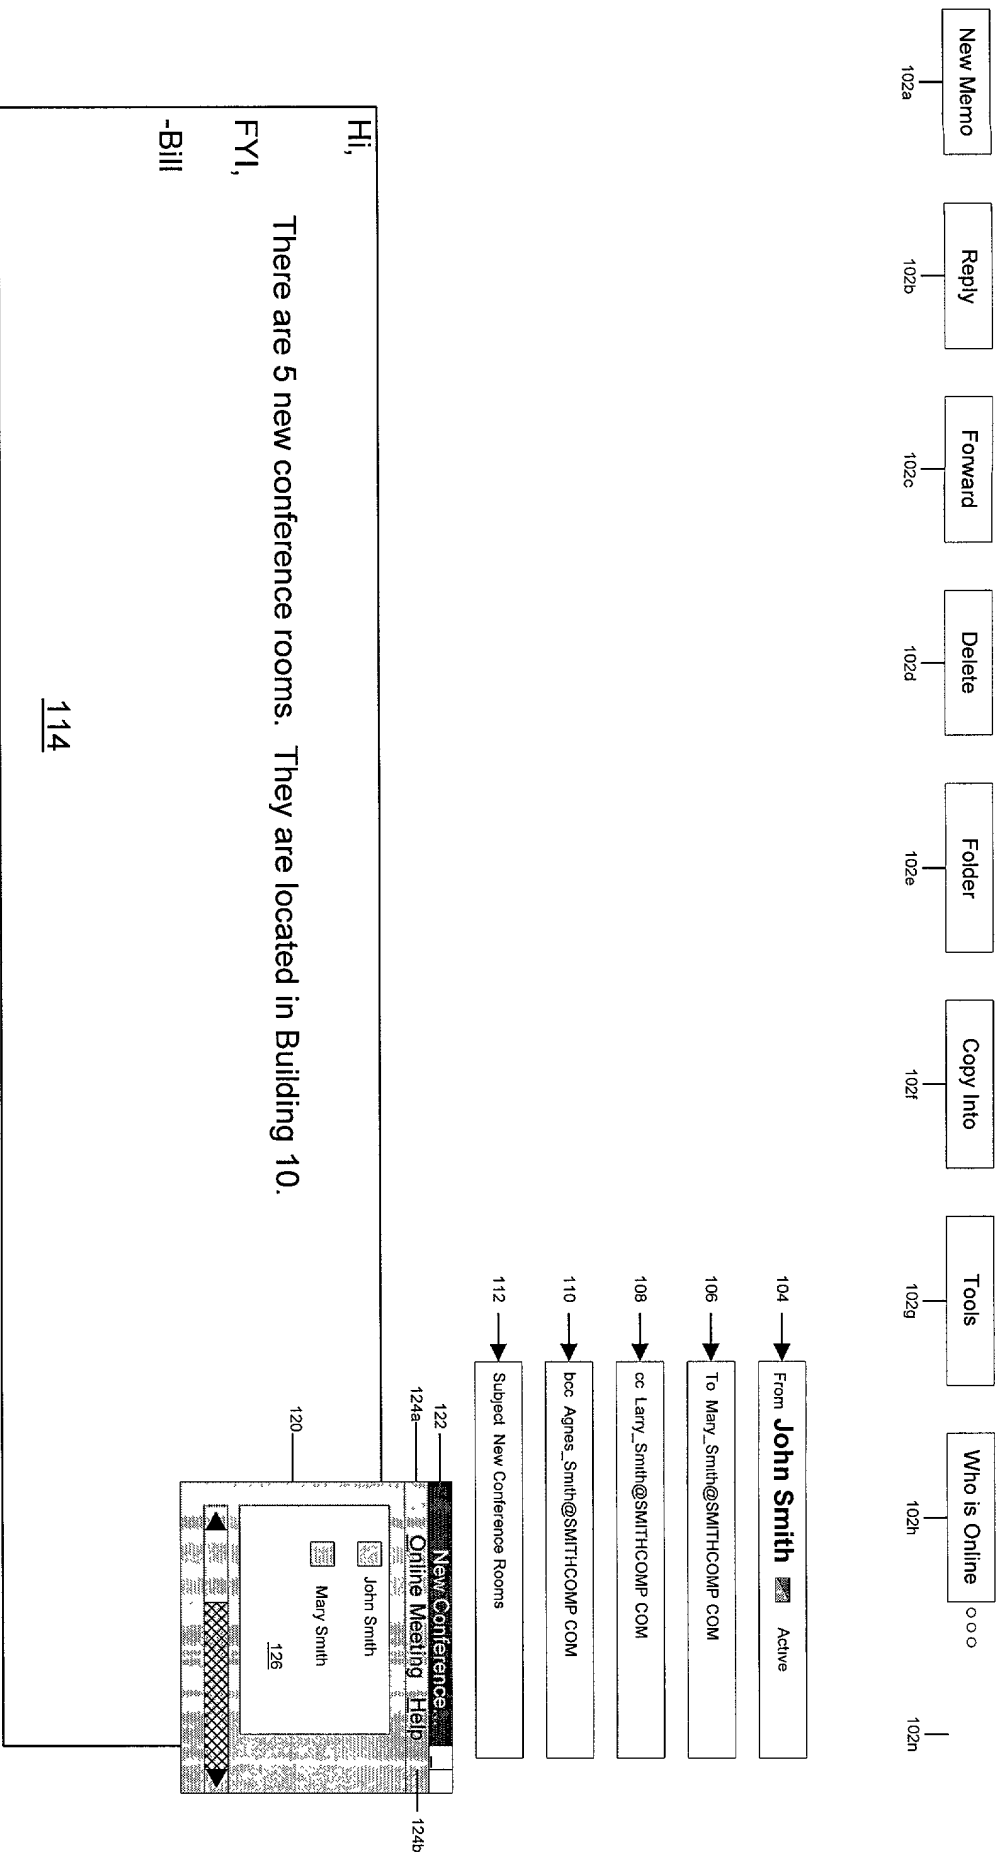 New Memo
Reply
Forward
Delete
Folder
Copy Into
Tools
Who is Online
102a
102b
102c
102d
102e
102f
102g
102h
102n
104
From John Smith Active
106
To Mary_Smith@SMITHCOMP COM
108
cc Larry_Smith@SMITHCOMP COM
110
bcc Agnes_Smith@SMITHCOMP COM
112
Subject New Conference Rooms
122
New Conference...
124a
Online Meeting Help
124b
120
John Smith
Mary Smith
126
Hi,
There are 5 new conference rooms. They are located in Building 10.
FYI,
-Bill
114